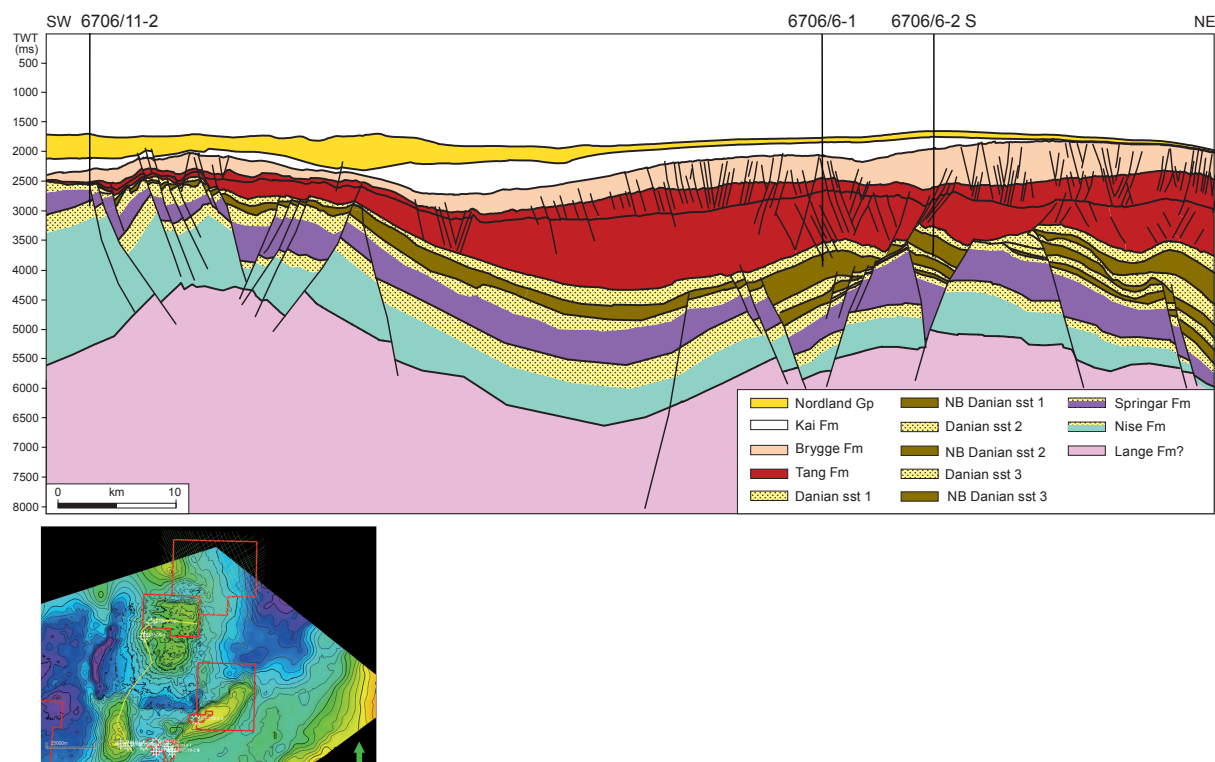 SW 6706/11-2 6706/6-1 6706/6-2 S NE
TWT
(ms)
500
1000
1500
2000
2500
3000
3500
4000
4500
5000
5500
6000
6500
7000
7500
8000
0 km 10
Nordland Gp
Kai Fm
Brygge Fm
Tang Fm
Danian sst 1
NB Danian sst 1
Danian sst 2
NB Danian sst 2
Danian sst 3
NB Danian sst 3
Springar Fm
Nise Fm
Lange Fm?